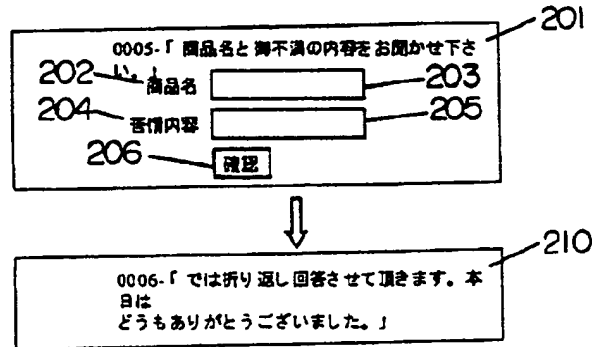 201
0005-「 商品名と御不満の内容をお聞かせ下さ
い。」
202 商品名 203
204 苦情内容 205
206 確認
210
0006-「 では折り返し回答させて頂きます。本
日は
どうもありがとうございました。」